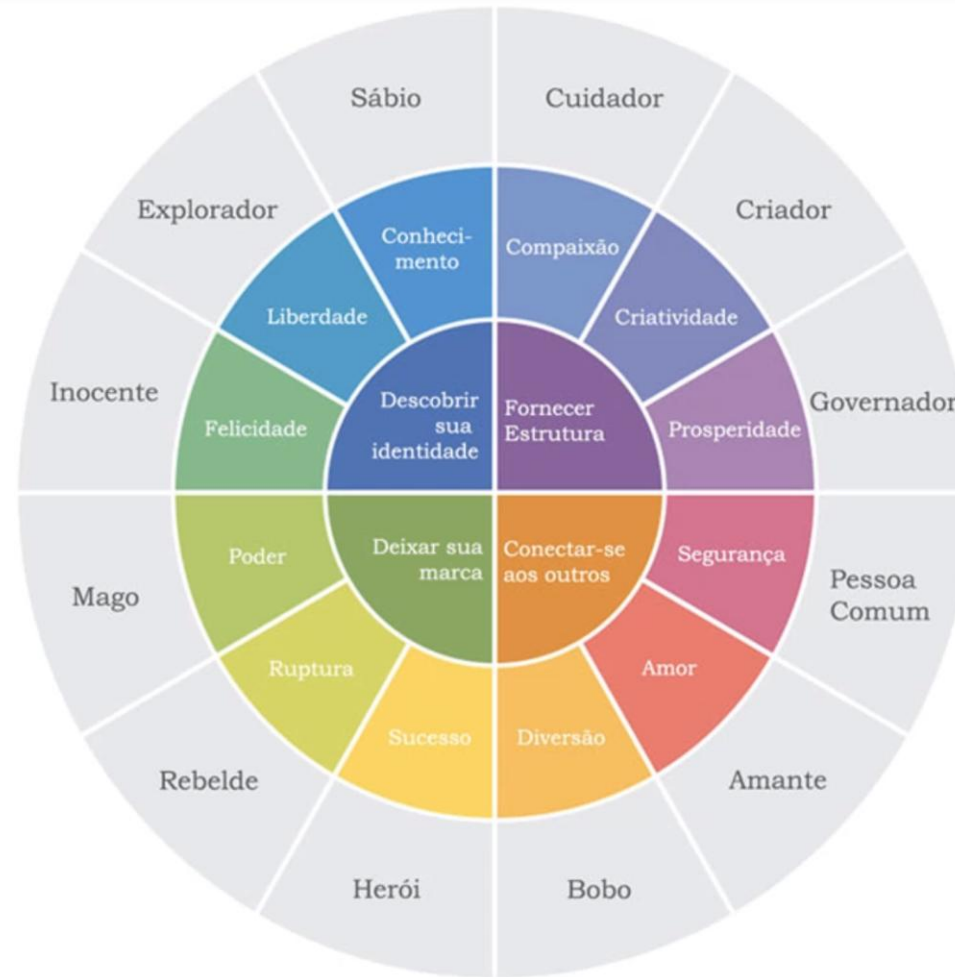 Sábio
Cuidador
Explorador
Criador
Inocente
Governador
Mago
Pessoa
Comum
Rebelde
Amante
Herói
Bobo
Conheci-
mento
Compaixão
Liberdade
Criatividade
Felicidade
Prosperidade
Poder
Segurança
Ruptura
Amor
Sucesso
Diversão
Descobrir
sua
identidade
Fornecer
Estrutura
Deixar sua
marca
Conectar-se
aos outros